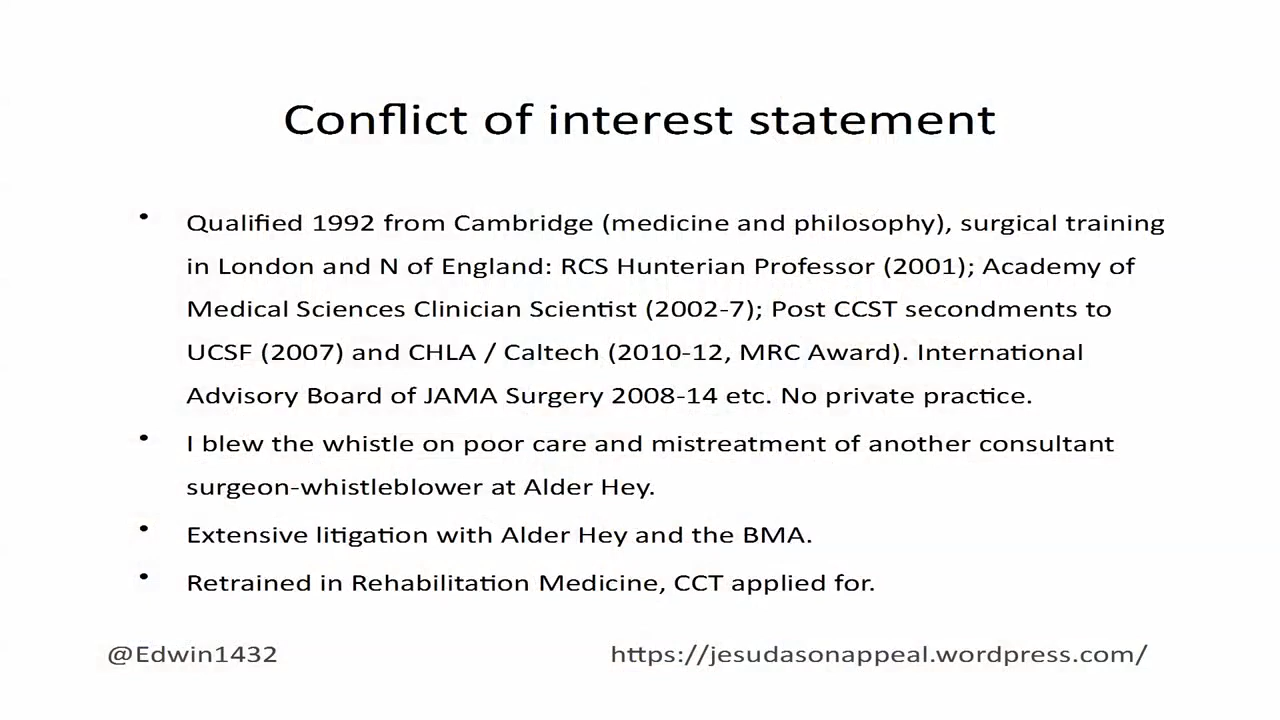 Conflict of interest statement
• Qualified 1992 from Cambridge (medicine and philosophy), surgical training
in London and N of England: RCS Hunterian Professor (2001); Academy of
Medical Sciences Clinician Scientist (2002-7); Post CCST secondments to
UCSF (2007) and CHLA / Caltech (2010-12, MRC Award). International
Advisory Board of JAMA Surgery 2008-14 etc. No private practice.
• I blew the whistle on poor care and mistreatment of another consultant
surgeon-whistleblower at Alder Hey.
• Extensive litigation with Alder Hey and the BMA.
• Retrained in Rehabilitation Medicine, CCT applied for.
@Edwin1432 https://jesudasonappeal.wordpress.com/